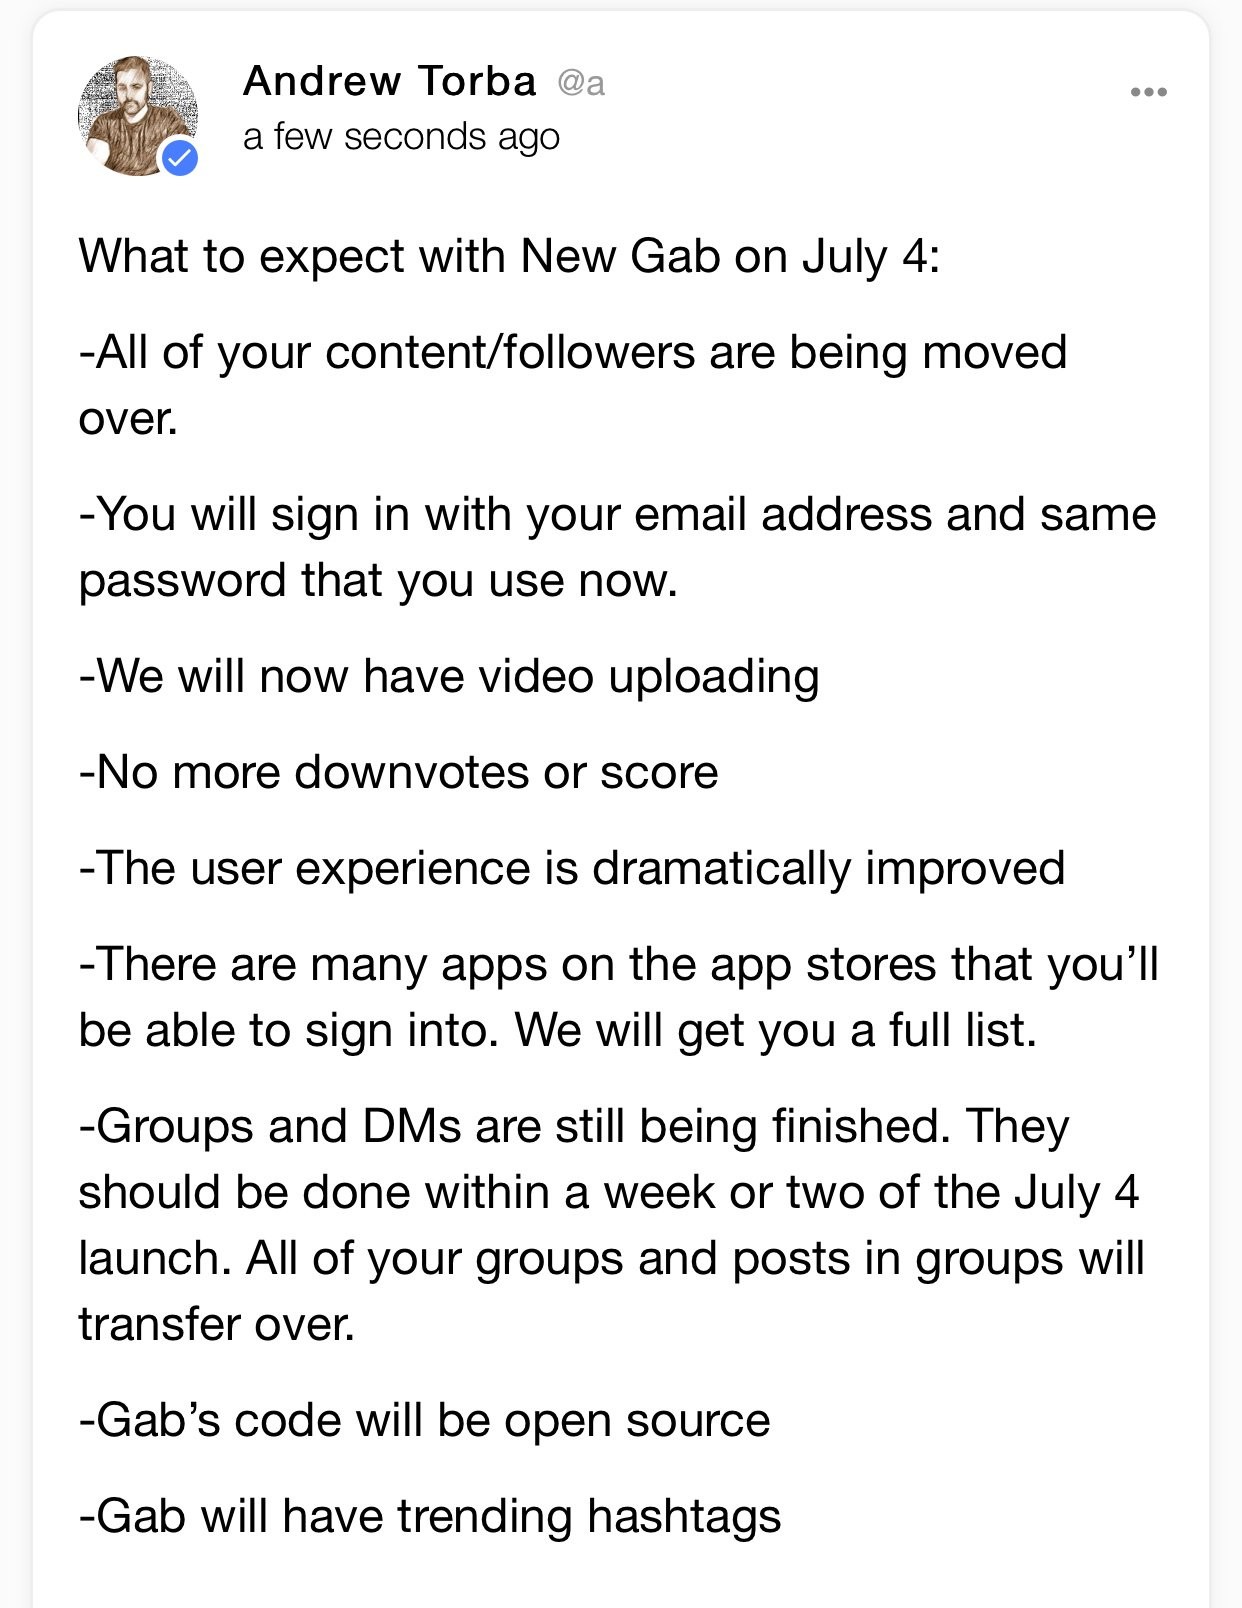 Andrew Torba @a
a few seconds ago
What to expect with New Gab on July 4:
-All of your content/followers are being moved
over.
-You will sign in with your email address and same
password that you use now.
-We will now have video uploading
-No more downvotes or score
-The user experience is dramatically improved
-There are many apps on the app stores that you’ll
be able to sign into. We will get you a full list.
-Groups and DMs are still being finished. They
should be done within a week or two of the July 4
launch. All of your groups and posts in groups will
transfer over.
-Gab’s code will be open source
-Gab will have trending hashtags